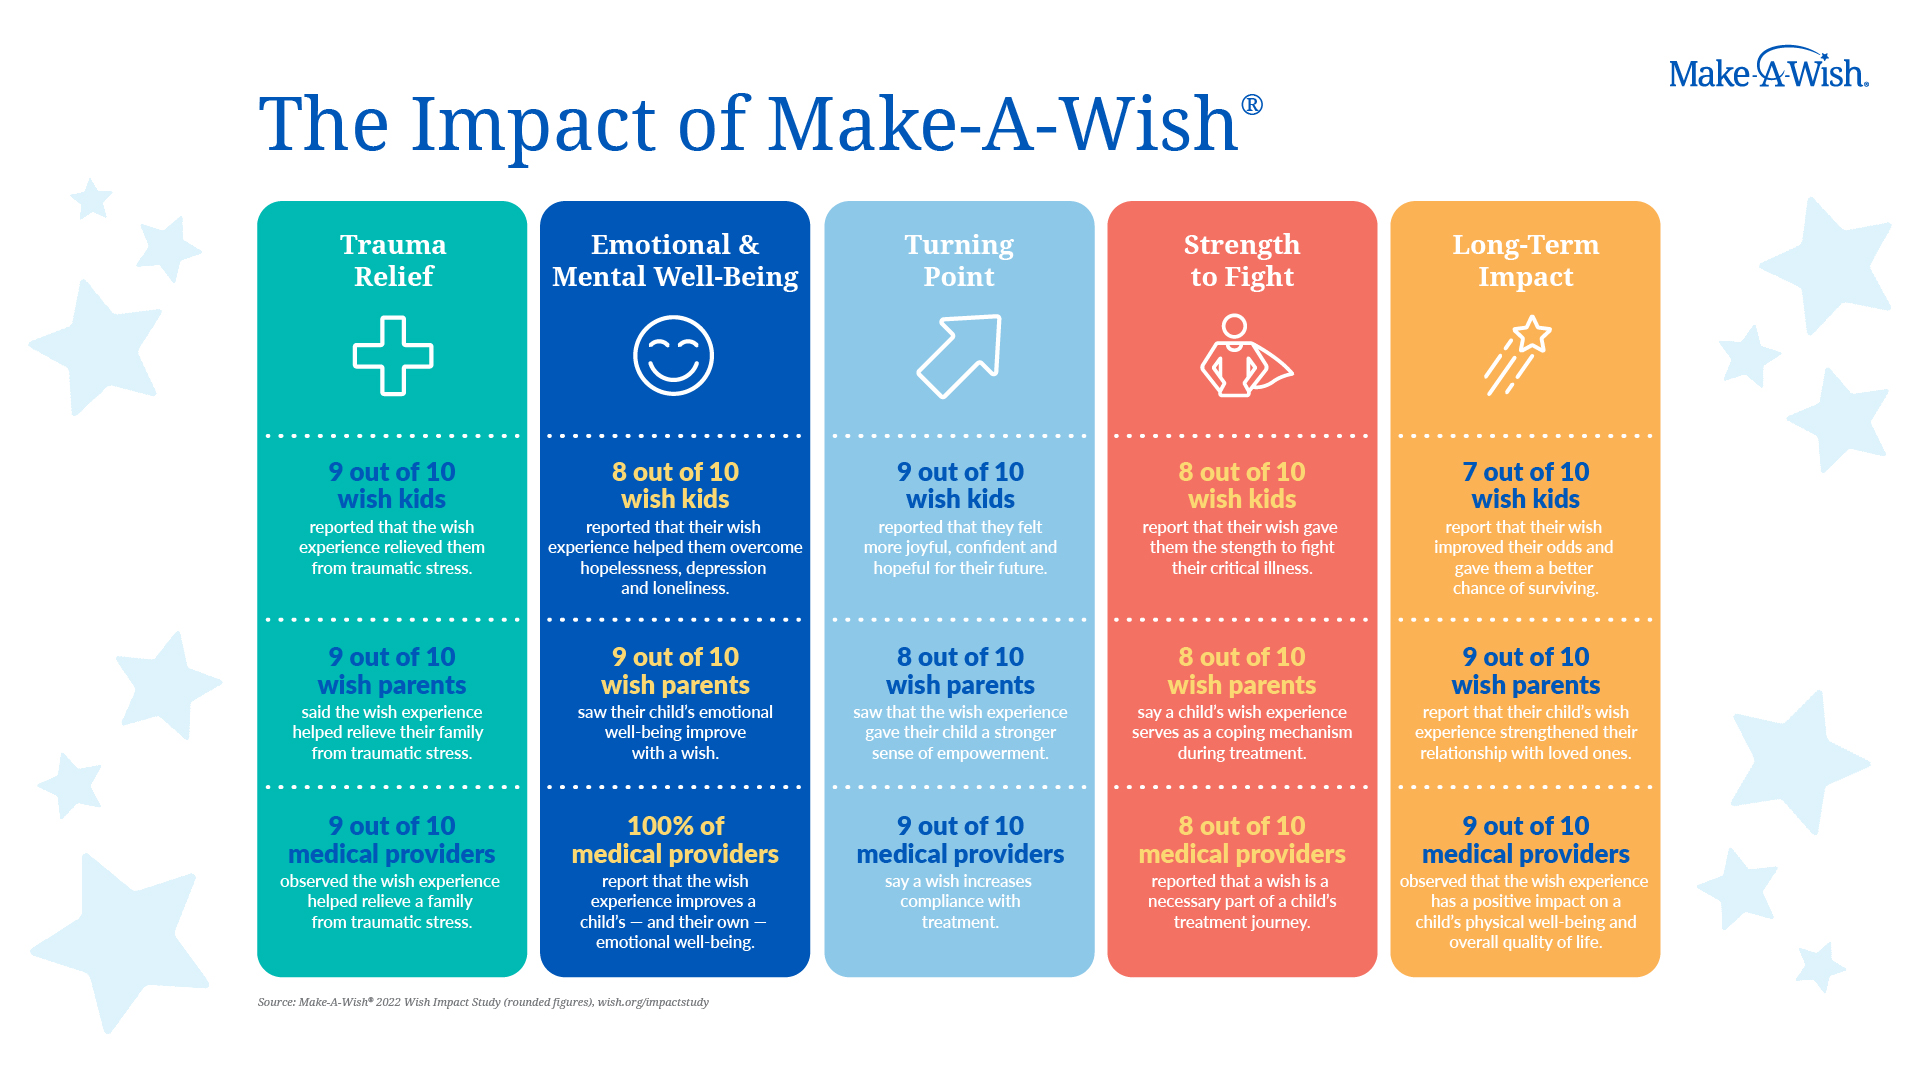 Make-A-Wish®
The Impact of Make-A-Wish®
Trauma
Relief
9 out of 10
wish kids
reported that the wish
experience relieved them
from traumatic stress.
9 out of 10
wish parents
said the wish experience
helped relieve their family
from traumatic stress.
9 out of 10
medical providers
observed the wish experience
helped relieve a family
from traumatic stress.
Emotional &
Mental Well-Being
8 out of 10
wish kids
reported that their wish
experience helped them overcome
hopelessness, depression
and loneliness.
9 out of 10
wish parents
saw their child’s emotional
well-being improve
with a wish.
100% of
medical providers
report that the wish
experience improves a
child’s — and their own —
emotional well-being.
Turning
Point
9 out of 10
wish kids
reported that they felt
more joyful, confident and
hopeful for their future.
8 out of 10
wish parents
saw that the wish experience
gave their child a stronger
sense of empowerment.
9 out of 10
medical providers
say a wish increases
compliance with
treatment.
Strength
to Fight
8 out of 10
wish kids
report that their wish gave
them the stength to fight
their critical illness.
8 out of 10
wish parents
say a child’s wish experience
serves as a coping mechanism
during treatment.
8 out of 10
medical providers
reported that a wish is a
necessary part of a child’s
treatment journey.
Long-Term
Impact
7 out of 10
wish kids
report that their wish
improved their odds and
gave them a better
chance of surviving.
9 out of 10
wish parents
report that their child’s wish
experience strengthened their
relationship with loved ones.
9 out of 10
medical providers
observed that the wish experience
has a positive impact on a
child’s physical well-being and
overall quality of life.
Source: Make-A-Wish® 2022 Wish Impact Study (rounded figures), wish.org/impactstudy